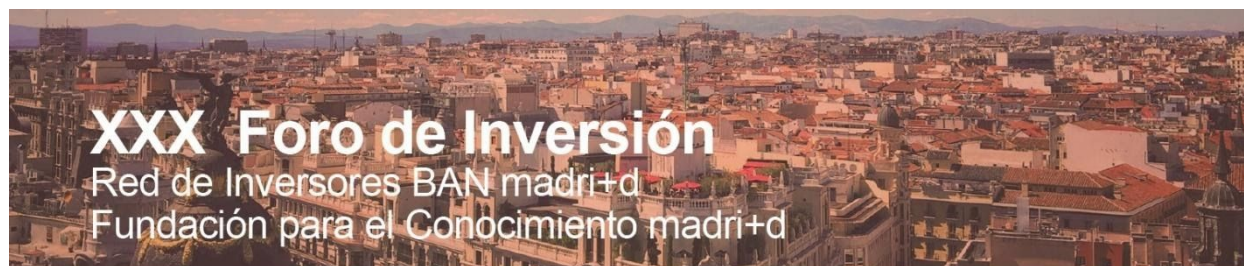 XXX Foro de Inversión
Red de Inversores BAN madri+d
Fundación para el Conocimiento madri+d